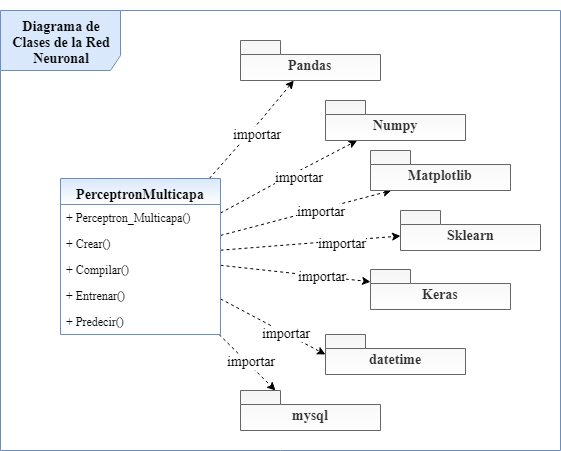 Diagrama de
Clases de la Red
Neuronal
Pandas
importar
Numpy
importar
Matplotlib
PerceptronMulticapa
importar
+ Perceptron_Multicapa()
Sklearn
+ Crear()
importar
+ Compilar()
importar
Keras
+ Entrenar()
+ Predecir()
importar
datetime
importar
mysql